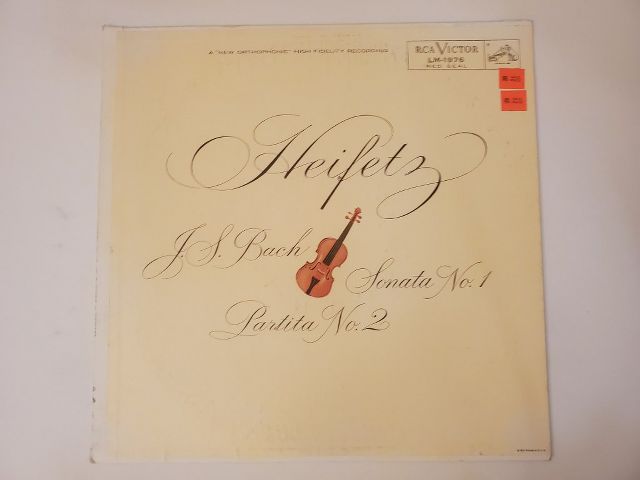 A "NEW ORTHOPHONIC" HIGH FIDELITY RECORDING
RCA VICTOR
LM-1976
RED SEAL
Heifetz
J. S. Bach
Sonata No. 1
Partita No. 2